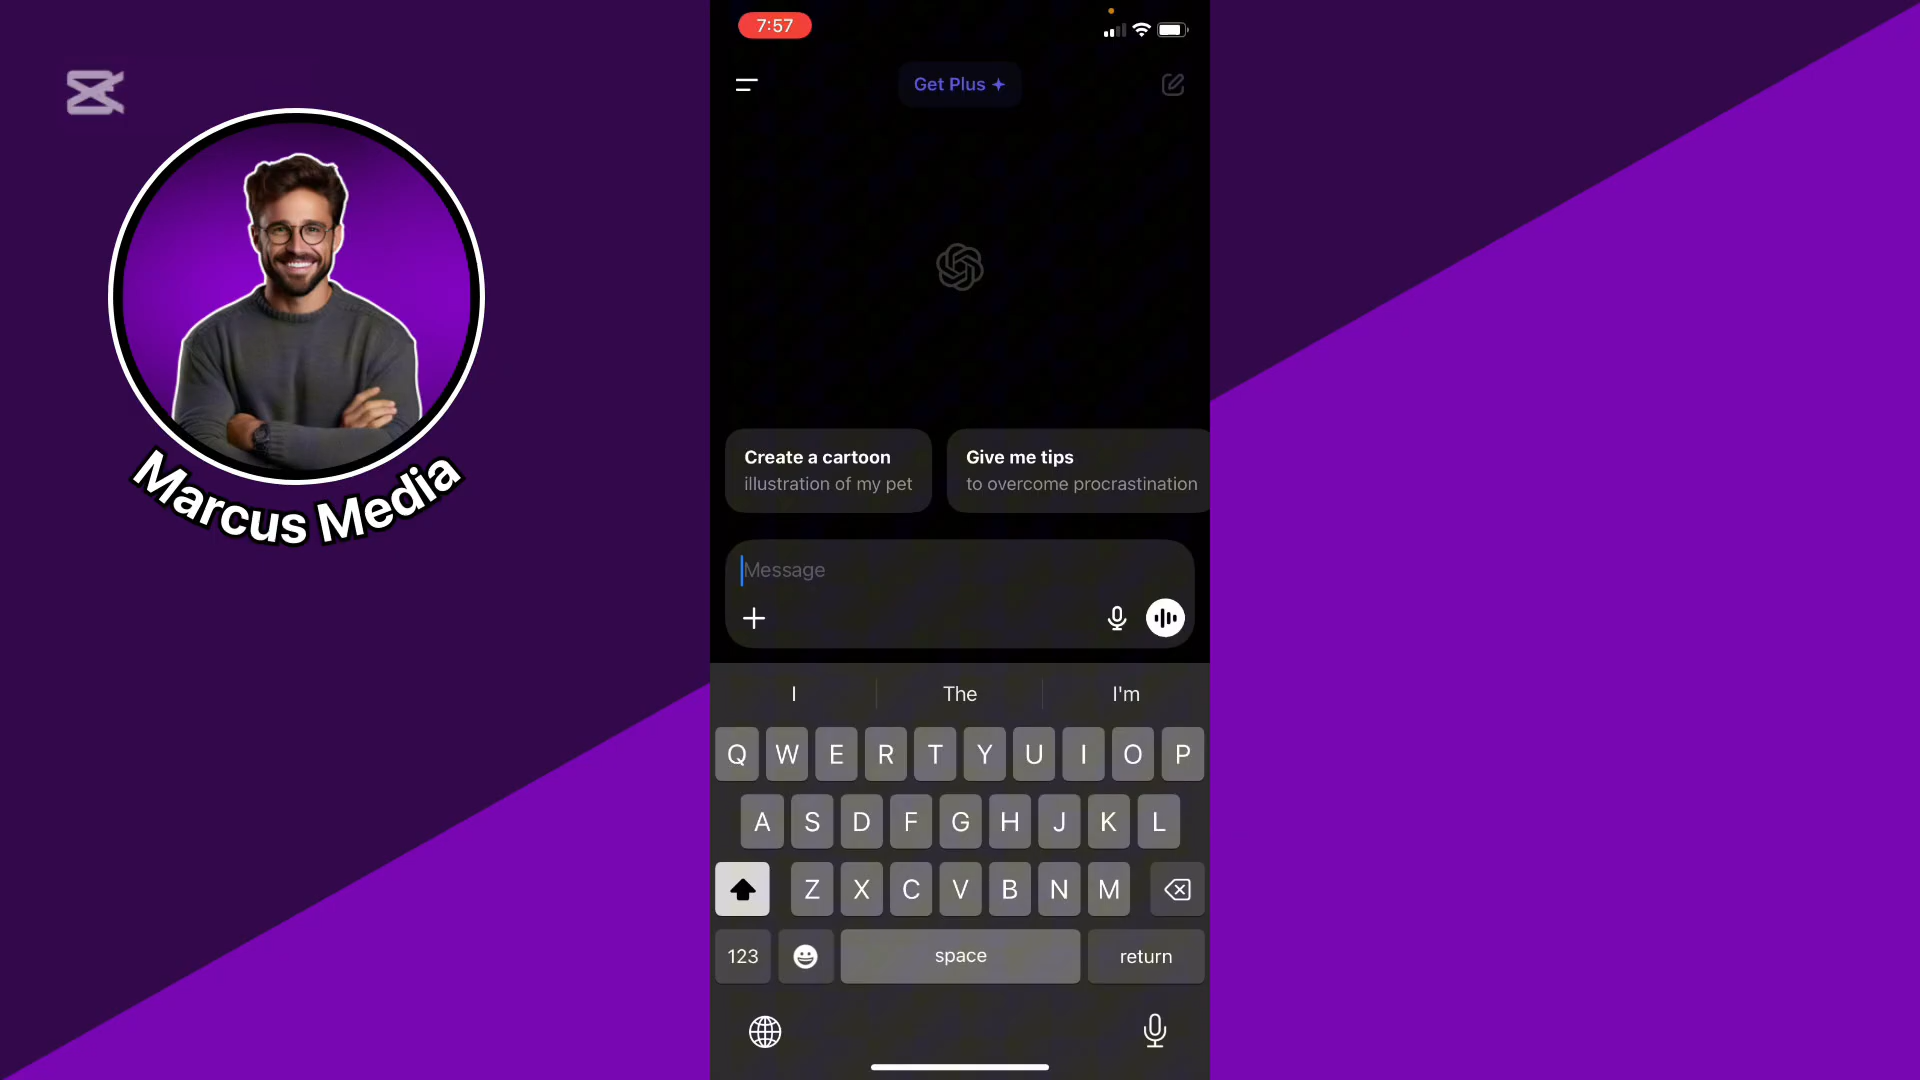 7:57
Get Plus
Marcus Media
Create a cartoon
illustration of my pet
Give me tips
to overcome procrastination
Message
I The I'm
Q W E R T Y U I O P
A S D F G H J K L
Z X C V B N M
123 space return